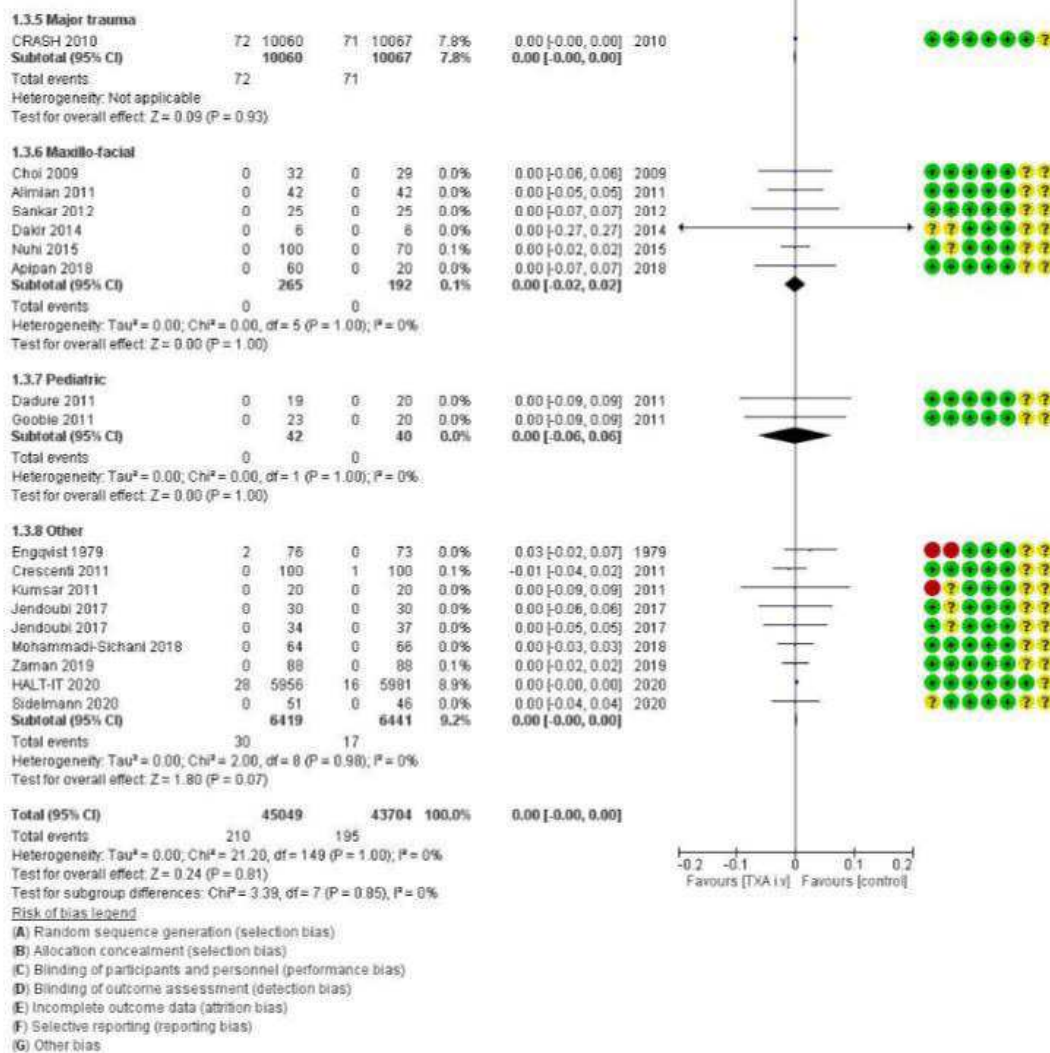 1.3.5 Major trauma
CRASH 2010 72 10060 71 10067 7.8% 0.00 [-0.00, 0.00] 2010
Subtotal (95% CI) 10060 10067 7.8% 0.00 [-0.00, 0.00]
Total events 72 71
Heterogeneity: Not applicable
Test for overall effect: Z = 0.09 (P = 0.93)
1.3.6 Maxillo-facial
Choi 2009 0 32 0 29 0.0% 0.00 [-0.06, 0.06] 2009
Alimian 2011 0 42 0 42 0.0% 0.00 [-0.05, 0.05] 2011
Sankar 2012 0 25 0 25 0.0% 0.00 [-0.07, 0.07] 2012
Dakir 2014 0 6 0 6 0.0% 0.00 [-0.27, 0.27] 2014
Nuhi 2015 0 100 0 70 0.1% 0.00 [-0.02, 0.02] 2015
Apipan 2018 0 60 0 20 0.0% 0.00 [-0.07, 0.07] 2018
Subtotal (95% CI) 265 192 0.1% 0.00 [-0.02, 0.02]
Total events 0 0
Heterogeneity: Tau² = 0.00; Chi² = 0.00, df = 5 (P = 1.00); I² = 0%
Test for overall effect: Z = 0.00 (P = 1.00)
1.3.7 Pediatric
Dadure 2011 0 19 0 20 0.0% 0.00 [-0.09, 0.09] 2011
Goobie 2011 0 23 0 20 0.0% 0.00 [-0.09, 0.09] 2011
Subtotal (95% CI) 42 40 0.0% 0.00 [-0.06, 0.06]
Total events 0 0
Heterogeneity: Tau² = 0.00; Chi² = 0.00, df = 1 (P = 1.00); I² = 0%
Test for overall effect: Z = 0.00 (P = 1.00)
1.3.8 Other
Engqvist 1979 2 76 0 73 0.0% 0.03 [-0.02, 0.07] 1979
Crescenti 2011 0 100 1 100 0.1% -0.01 [-0.04, 0.02] 2011
Kumsar 2011 0 20 0 20 0.0% 0.00 [-0.09, 0.09] 2011
Jendoubi 2017 0 30 0 30 0.0% 0.00 [-0.06, 0.06] 2017
Jendoubi 2017 0 34 0 37 0.0% 0.00 [-0.05, 0.05] 2017
Mohammadi-Sichani 2018 0 64 0 66 0.0% 0.00 [-0.03, 0.03] 2018
Zaman 2019 0 88 0 88 0.1% 0.00 [-0.02, 0.02] 2019
HALT-IT 2020 28 5956 16 5981 8.9% 0.00 [-0.00, 0.00] 2020
Sidelmann 2020 0 51 0 46 0.0% 0.00 [-0.04, 0.04] 2020
Subtotal (95% CI) 6419 6441 9.2% 0.00 [-0.00, 0.00]
Total events 30 17
Heterogeneity: Tau² = 0.00; Chi² = 2.00, df = 8 (P = 0.98); I² = 0%
Test for overall effect: Z = 1.80 (P = 0.07)
Total (95% CI) 45049 43704 100.0% 0.00 [-0.00, 0.00]
Total events 210 195
Heterogeneity: Tau² = 0.00; Chi² = 21.20, df = 149 (P = 1.00); I² = 0%
Test for overall effect: Z = 0.24 (P = 0.81)
Test for subgroup differences: Chi² = 3.39, df = 7 (P = 0.85), I² = 0%
-0.2 -0.1 0 0.1 0.2
Favours [TXA i.v] Favours [control]
Risk of bias legend
(A) Random sequence generation (selection bias)
(B) Allocation concealment (selection bias)
(C) Blinding of participants and personnel (performance bias)
(D) Blinding of outcome assessment (detection bias)
(E) Incomplete outcome data (attrition bias)
(F) Selective reporting (reporting bias)
(G) Other bias